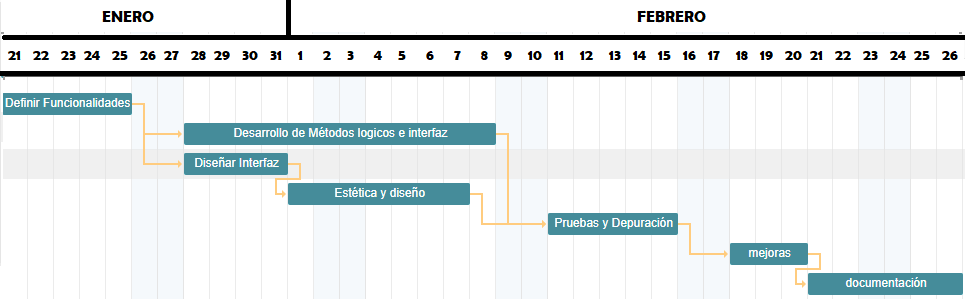 ENERO FEBRERO
21 22 23 24 25 26 27 28 29 30 31 1 2 3 4 5 6 7 8 9 10 11 12 13 14 15 16 17 18 19 20 21 22 23 24 25 26
Definir Funcionalidades
Desarrollo de Métodos logicos e interfaz
Diseñar Interfaz
Estética y diseño
Pruebas y Depuración
mejoras
documentación